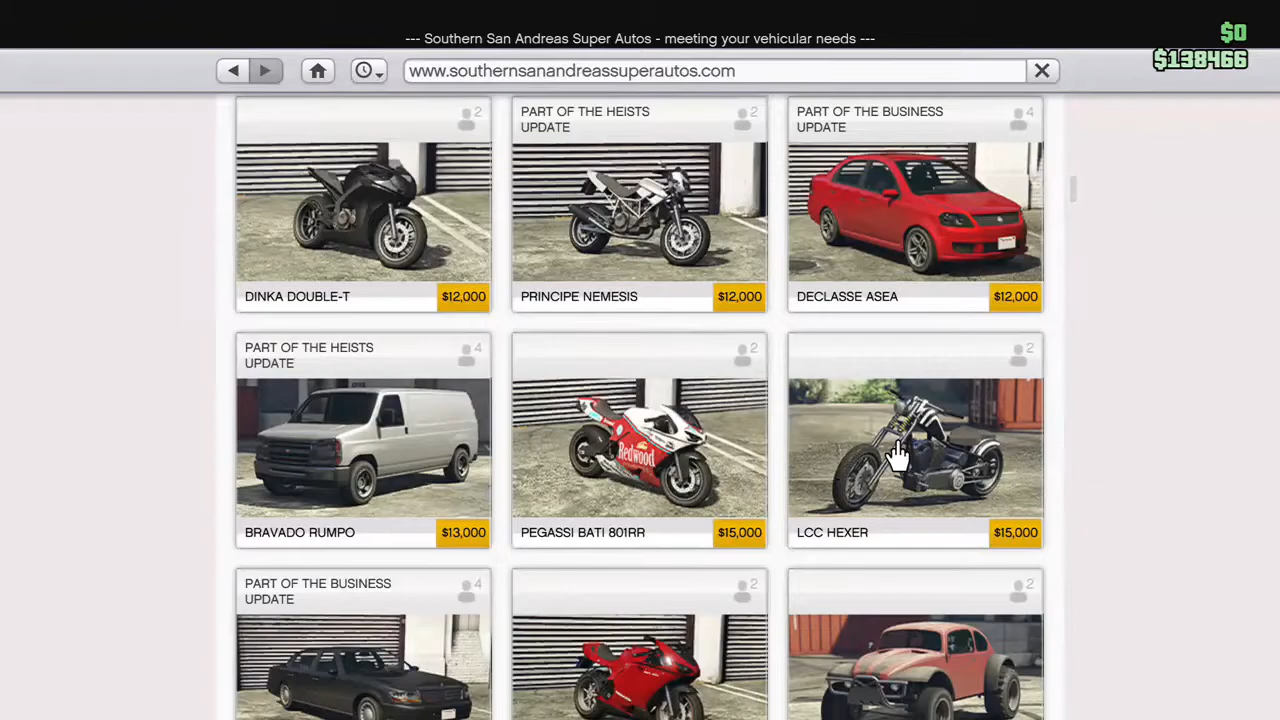 --- Southern San Andreas Super Autos - meeting your vehicular needs ---
$0
$138466
www.southernsanandreassuperautos.com
2
PART OF THE HEISTS
UPDATE
2
PART OF THE BUSINESS
UPDATE
4
DINKA DOUBLE-T
$12,000
PRINCIPE NEMESIS
$12,000
DECLASSE ASEA
$12,000
PART OF THE HEISTS
UPDATE
4
2
2
Redwood
BRAVADO RUMPO
$13,000
PEGASSI BATI 801RR
$15,000
LCC HEXER
$15,000
PART OF THE BUSINESS
UPDATE
4
2
2